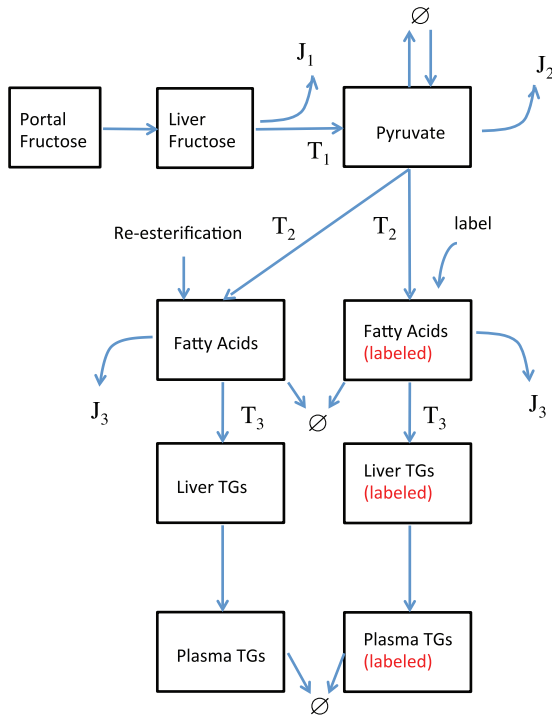 ∅
J1
J2
Portal
Fructose
Liver
Fructose
Pyruvate
T1
T2
T2
Re-esterification
label
Fatty Acids
Fatty Acids
(labeled)
J3
J3
∅
T3
T3
Liver TGs
Liver TGs
(labeled)
Plasma TGs
Plasma TGs
(labeled)
∅